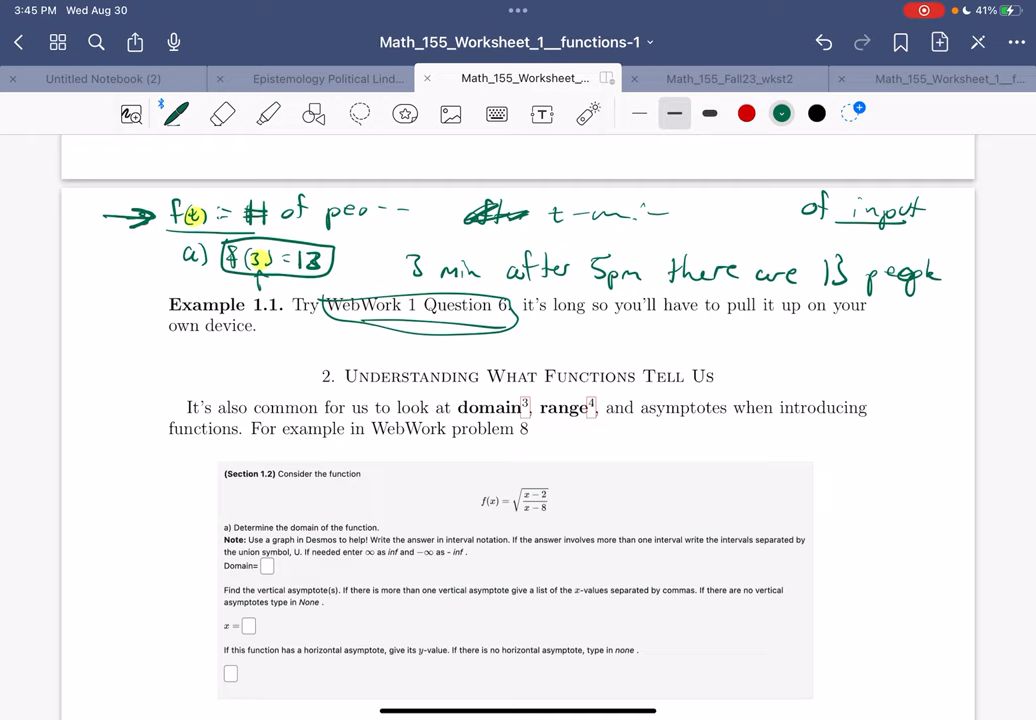 3:45 PM Wed Aug 30
41%
Math_155_Worksheet_1__functions-1
Untitled Notebook (2)
Epistemology Political Lind...
Math_155_Worksheet_...
Math_155_Fall23_wkst2
Math_155_Worksheet_1__f...
f(t) = # of peo-- t-min of input
a) f(3) = 13 3 min after 5pm there are 13 people
Example 1.1. Try WebWork 1 Question 6, it's long so you'll have to pull it up on your
own device.
2. Understanding What Functions Tell Us
It's also common for us to look at domain3, range4, and asymptotes when introducing
functions. For example in WebWork problem 8
(Section 1.2) Consider the function
f(x) = √((x − 2)/(x − 8))
a) Determine the domain of the function.
Note: Use a graph in Desmos to help! Write the answer in interval notation. If the answer involves more than one interval write the intervals separated by
the union symbol, U. If needed enter ∞ as inf and −∞ as - inf .
Domain=
Find the vertical asymptote(s). If there is more than one vertical asymptote give a list of the x-values separated by commas. If there are no vertical
asymptotes type in None .
x =
If this function has a horizontal asymptote, give its y-value. If there is no horizontal asymptote, type in none .